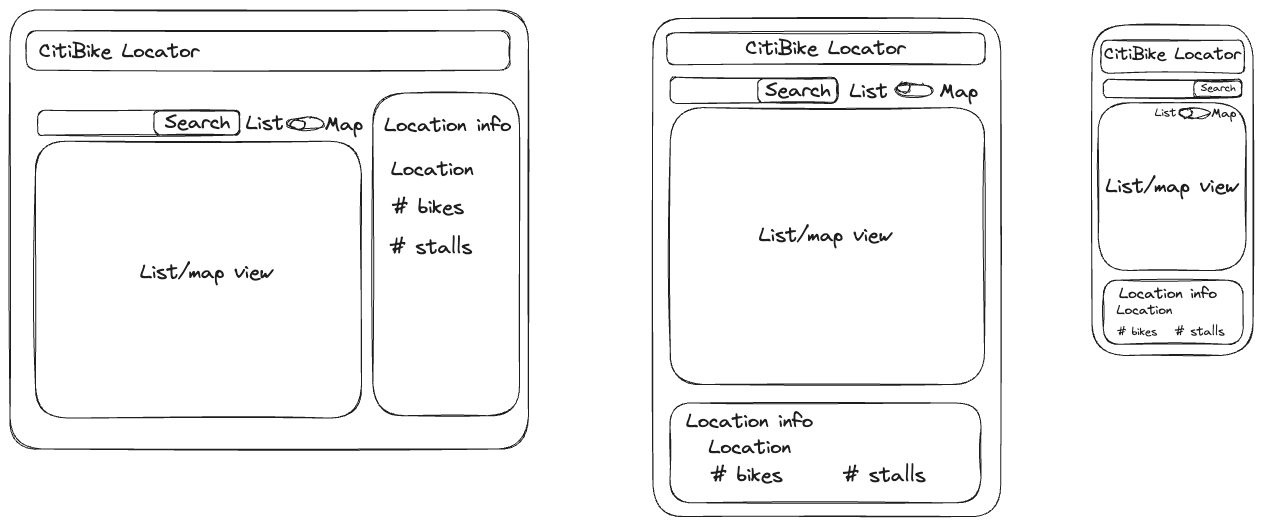 CitiBike Locator
Search List Map
Location info
Location
# bikes
# stalls
List/map view
CitiBike Locator
Search List Map
List/map view
Location info
Location
# bikes # stalls
CitiBike Locator
Search
List Map
List/map view
Location info
Location
# bikes # stalls